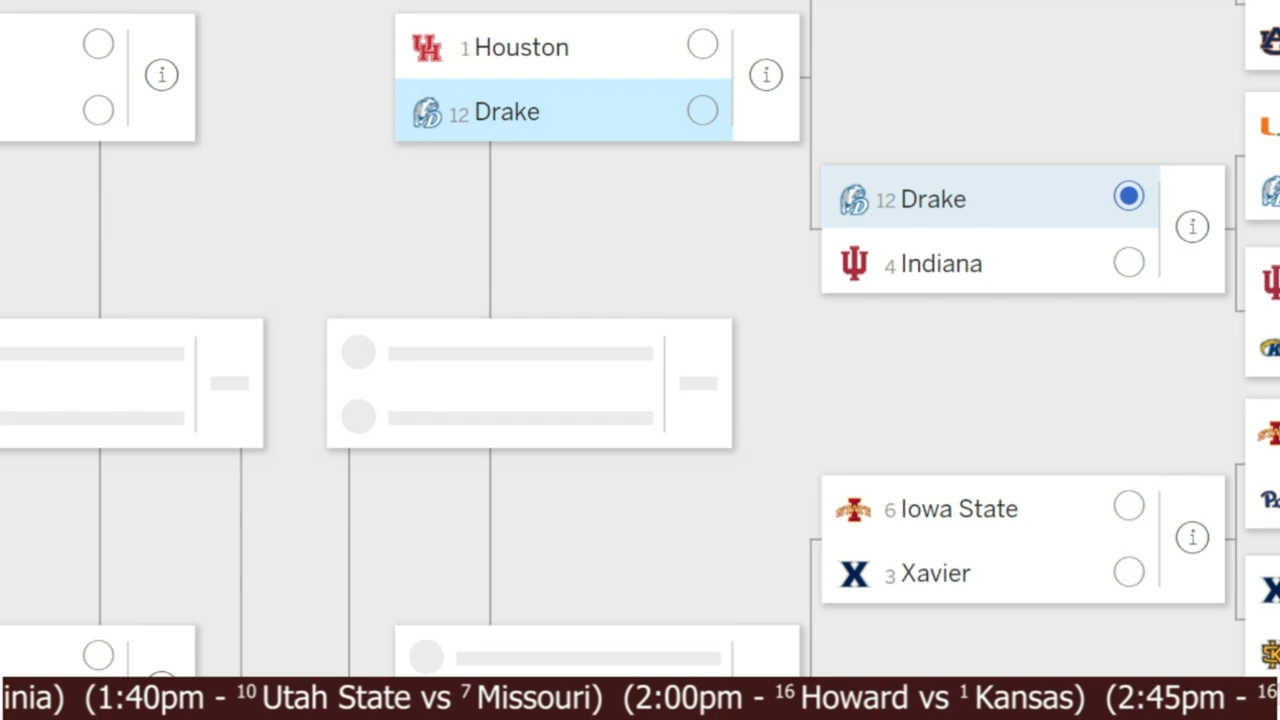 1 Houston
12 Drake
12 Drake
4 Indiana
6 Iowa State
3 Xavier
inia) (1:40pm - 10 Utah State vs 7 Missouri) (2:00pm - 16 Howard vs 1 Kansas) (2:45pm - 16